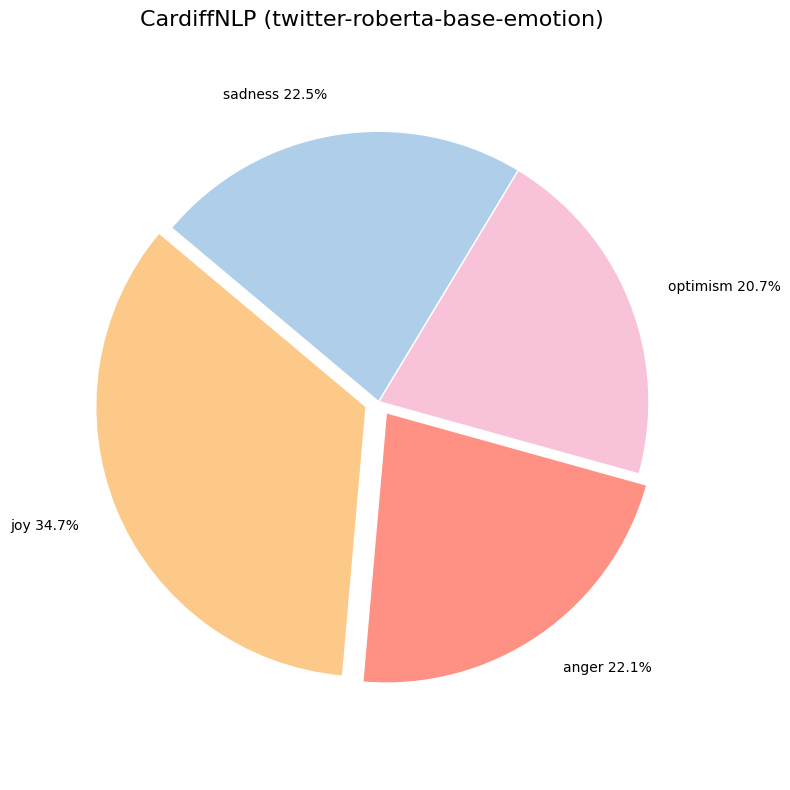 CardiffNLP (twitter-roberta-base-emotion)
sadness 22.5%
optimism 20.7%
joy 34.7%
anger 22.1%